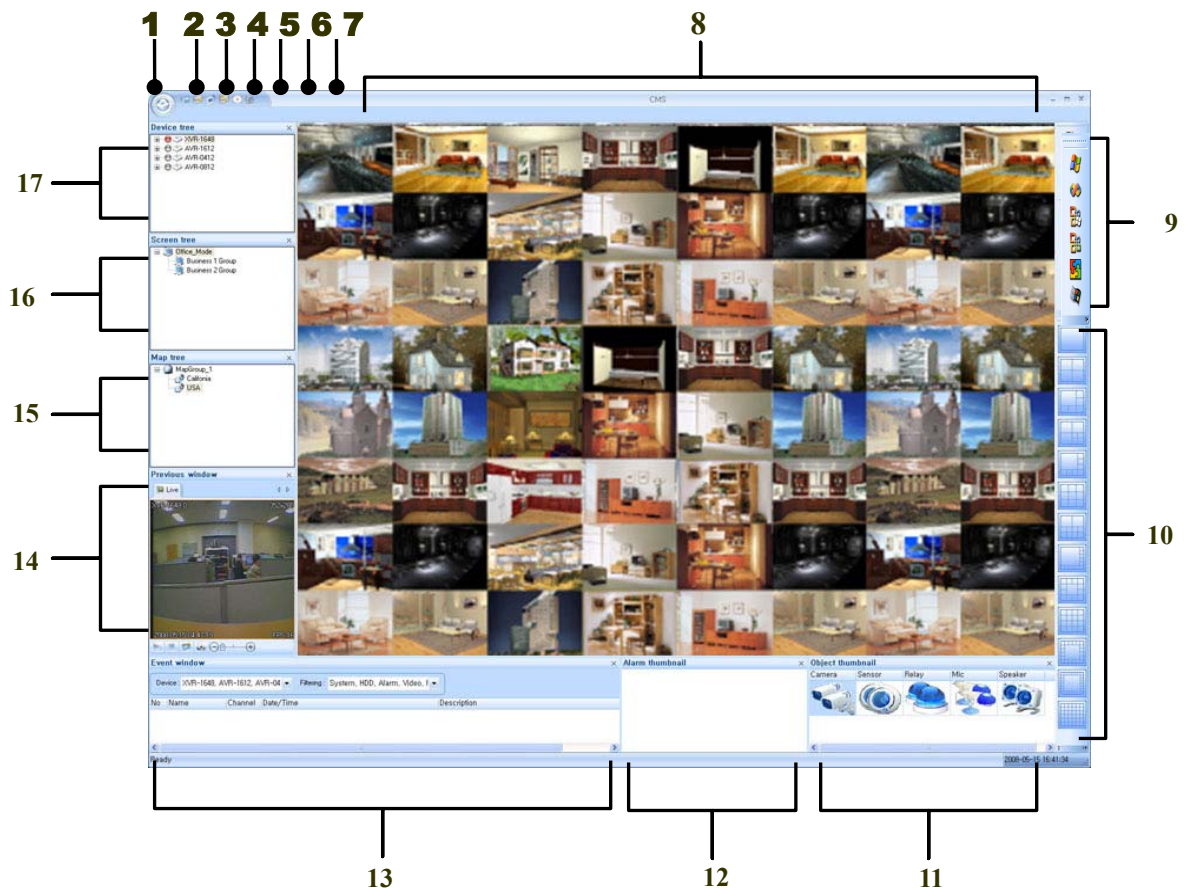 1 2 3 4 5 6 7
8
CMS
Device tree
XVR-1648
AVR-1612
AVR-0412
AVR-0812
17
9
Screen tree
Office_Mode
Business 1 Group
Business 2 Group
16
Map tree
MapGroup_1
Califonia
USA
15
Previous window
Live
14
10
Event window
Device XVR-1648, AVR-1612, AVR-04
Filtering System, HDD, Alarm, Video,
No Name Channel Date/Time Description
Alarm thumbnail
Object thumbnail
Camera Sensor Relay Mic Speaker
Ready
2008-05-15 16:41:34
13
12
11